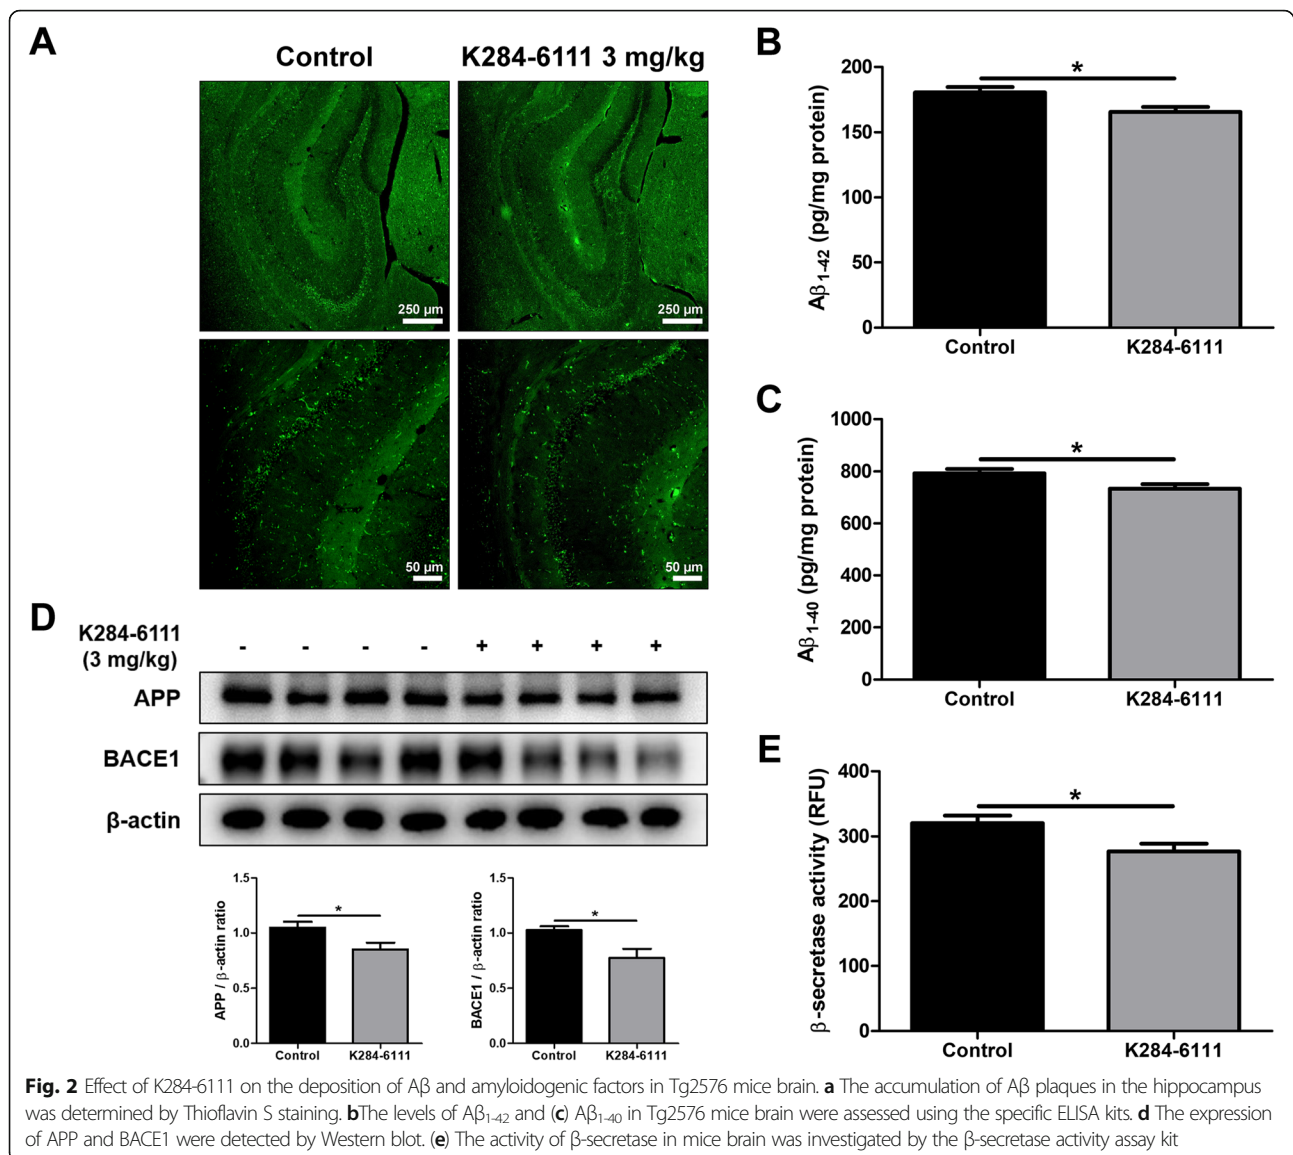 A
Control
K284-6111 3 mg/kg
250 µm
250 µm
50 µm
50 µm
B
Aβ1-42 (pg/mg protein)
200
150
100
50
0
*
Control
K284-6111
C
Aβ1-40 (pg/mg protein)
1000
800
600
400
200
0
*
Control
K284-6111
D
K284-6111
(3 mg/kg)
- - - - + + + +
APP
BACE1
β-actin
APP / β-actin ratio
1.5
1.0
0.5
0.0
*
Control
K284-6111
BACE1 / β-actin ratio
1.5
1.0
0.5
0.0
*
Control
K284-6111
E
β-secretase activity (RFU)
400
300
200
100
0
*
Control
K284-6111
Fig. 2 Effect of K284-6111 on the deposition of Aβ and amyloidogenic factors in Tg2576 mice brain. a The accumulation of Aβ plaques in the hippocampus
was determined by Thioflavin S staining. bThe levels of Aβ1-42 and (c) Aβ1-40 in Tg2576 mice brain were assessed using the specific ELISA kits. d The expression
of APP and BACE1 were detected by Western blot. (e) The activity of β-secretase in mice brain was investigated by the β-secretase activity assay kit